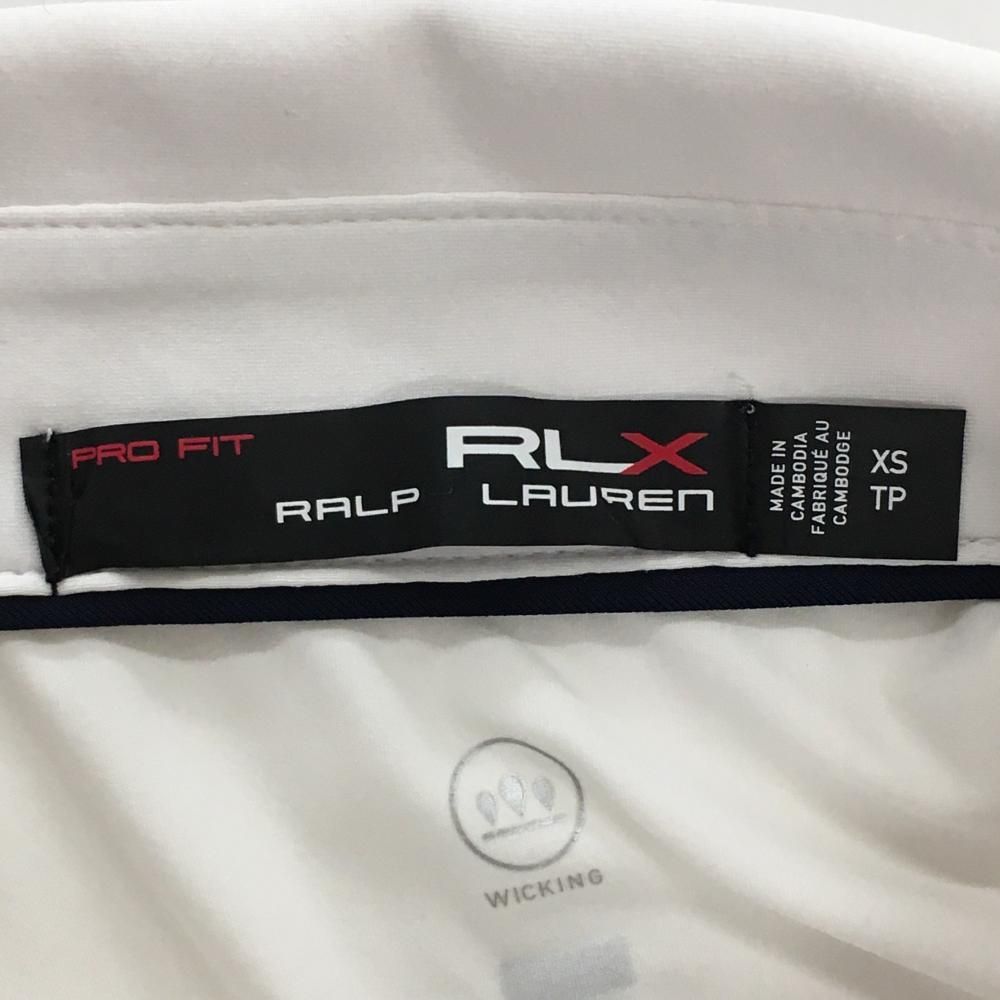 PRO FIT
RLX
RALP LAUREN
MADE IN
CAMBODIA
FABRIQUÉ AU
CAMBODGE
XS
TP
WICKING